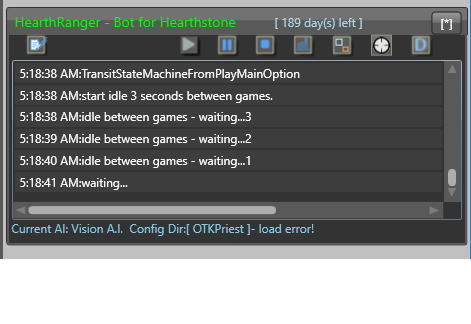 HearthRanger - Bot for Hearthstone [ 189 day(s) left ] [*]
D
5:18:38 AM:TransitStateMachineFromPlayMainOption
5:18:38 AM:start idle 3 seconds between games.
5:18:38 AM:idle between games - waiting...3
5:18:39 AM:idle between games - waiting...2
5:18:40 AM:idle between games - waiting...1
5:18:41 AM:waiting...
Current AI: Vision A.I. Config Dir:[ OTKPriest ]- load error!